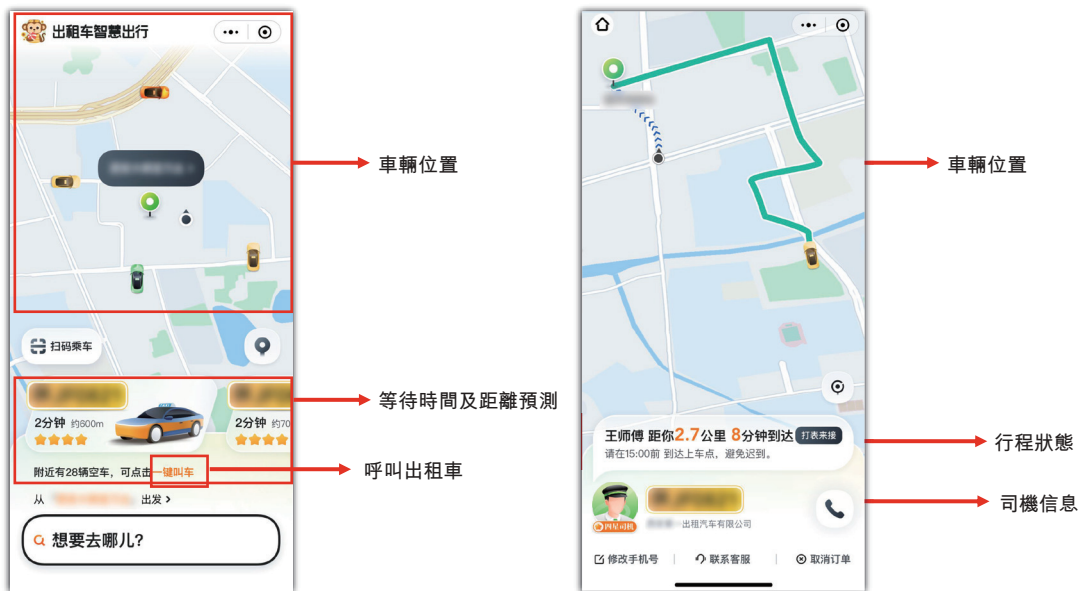 出租车智慧出行
車輛位置
扫码乘车
2分钟 约600m
2分钟 约70
等待時間及距離預測
附近有28辆空车，可点击一键叫车
呼叫出租車
从
出发 >
想要去哪儿?
車輛位置
王师傅 距你2.7公里 8分钟到达 打表来接
请在15:00前 到达上车点，避免迟到。
行程狀態
四星司机
出租汽车有限公司
司機信息
修改手机号
联系客服
取消订单